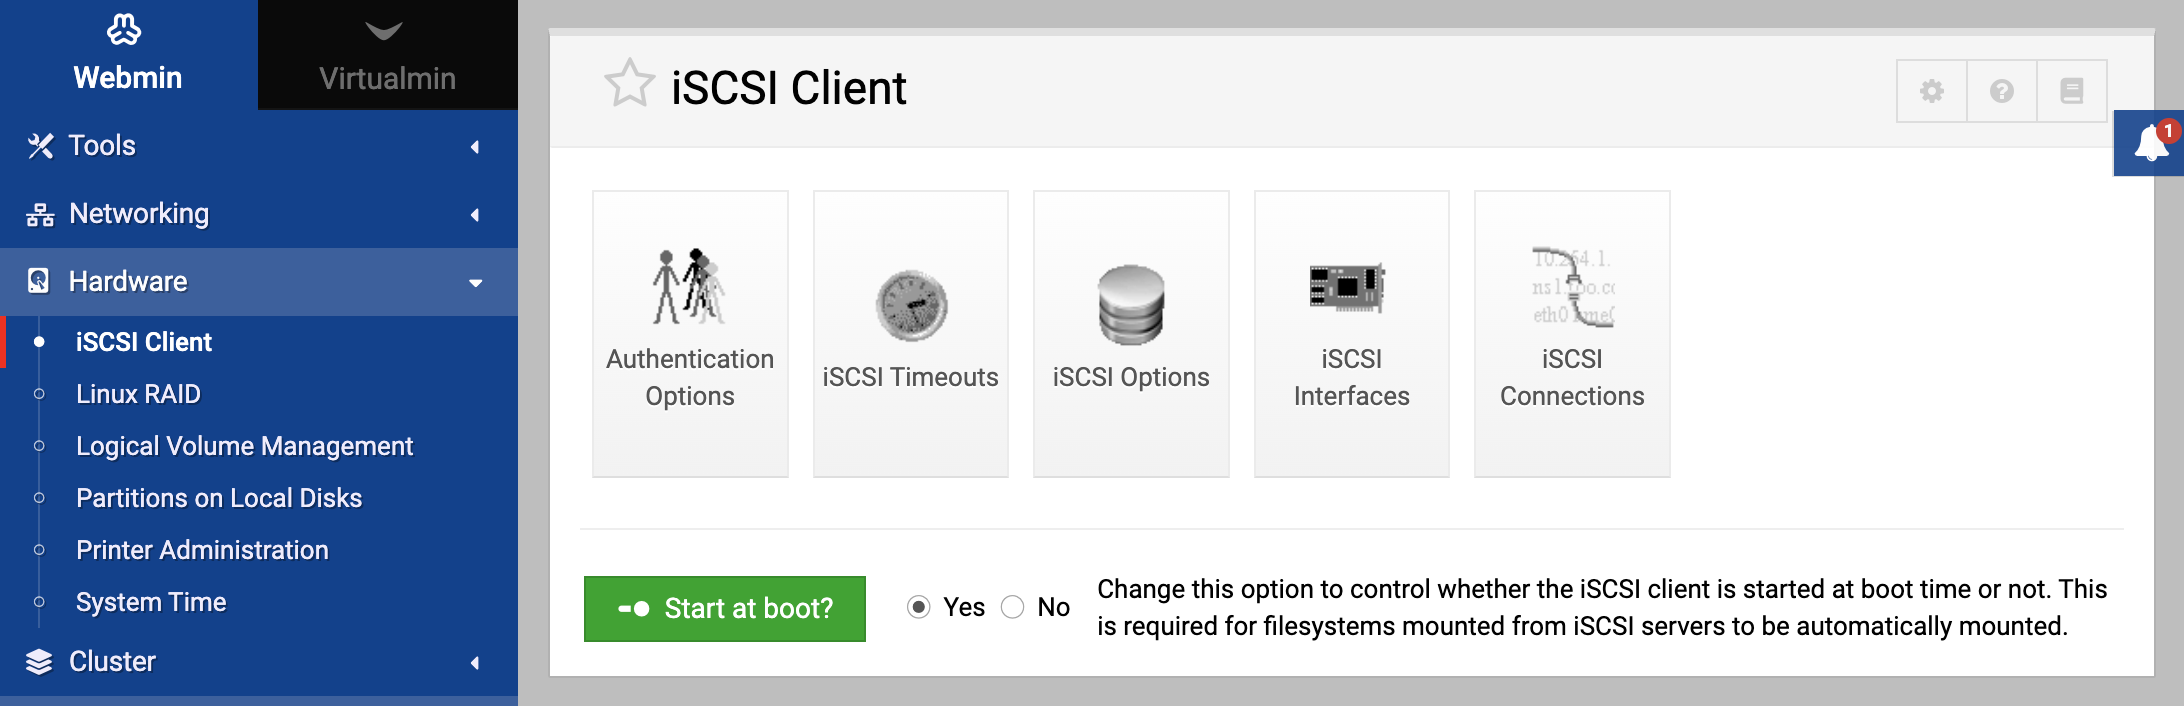 Webmin
Virtualmin
Tools
Networking
Hardware
iSCSI Client
Linux RAID
Logical Volume Management
Partitions on Local Disks
Printer Administration
System Time
Cluster
iSCSI Client
1
Authentication
Options
iSCSI Timeouts
iSCSI Options
iSCSI
Interfaces
iSCSI
Connections
Start at boot?
Yes
No
Change this option to control whether the iSCSI client is started at boot time or not. This
is required for filesystems mounted from iSCSI servers to be automatically mounted.